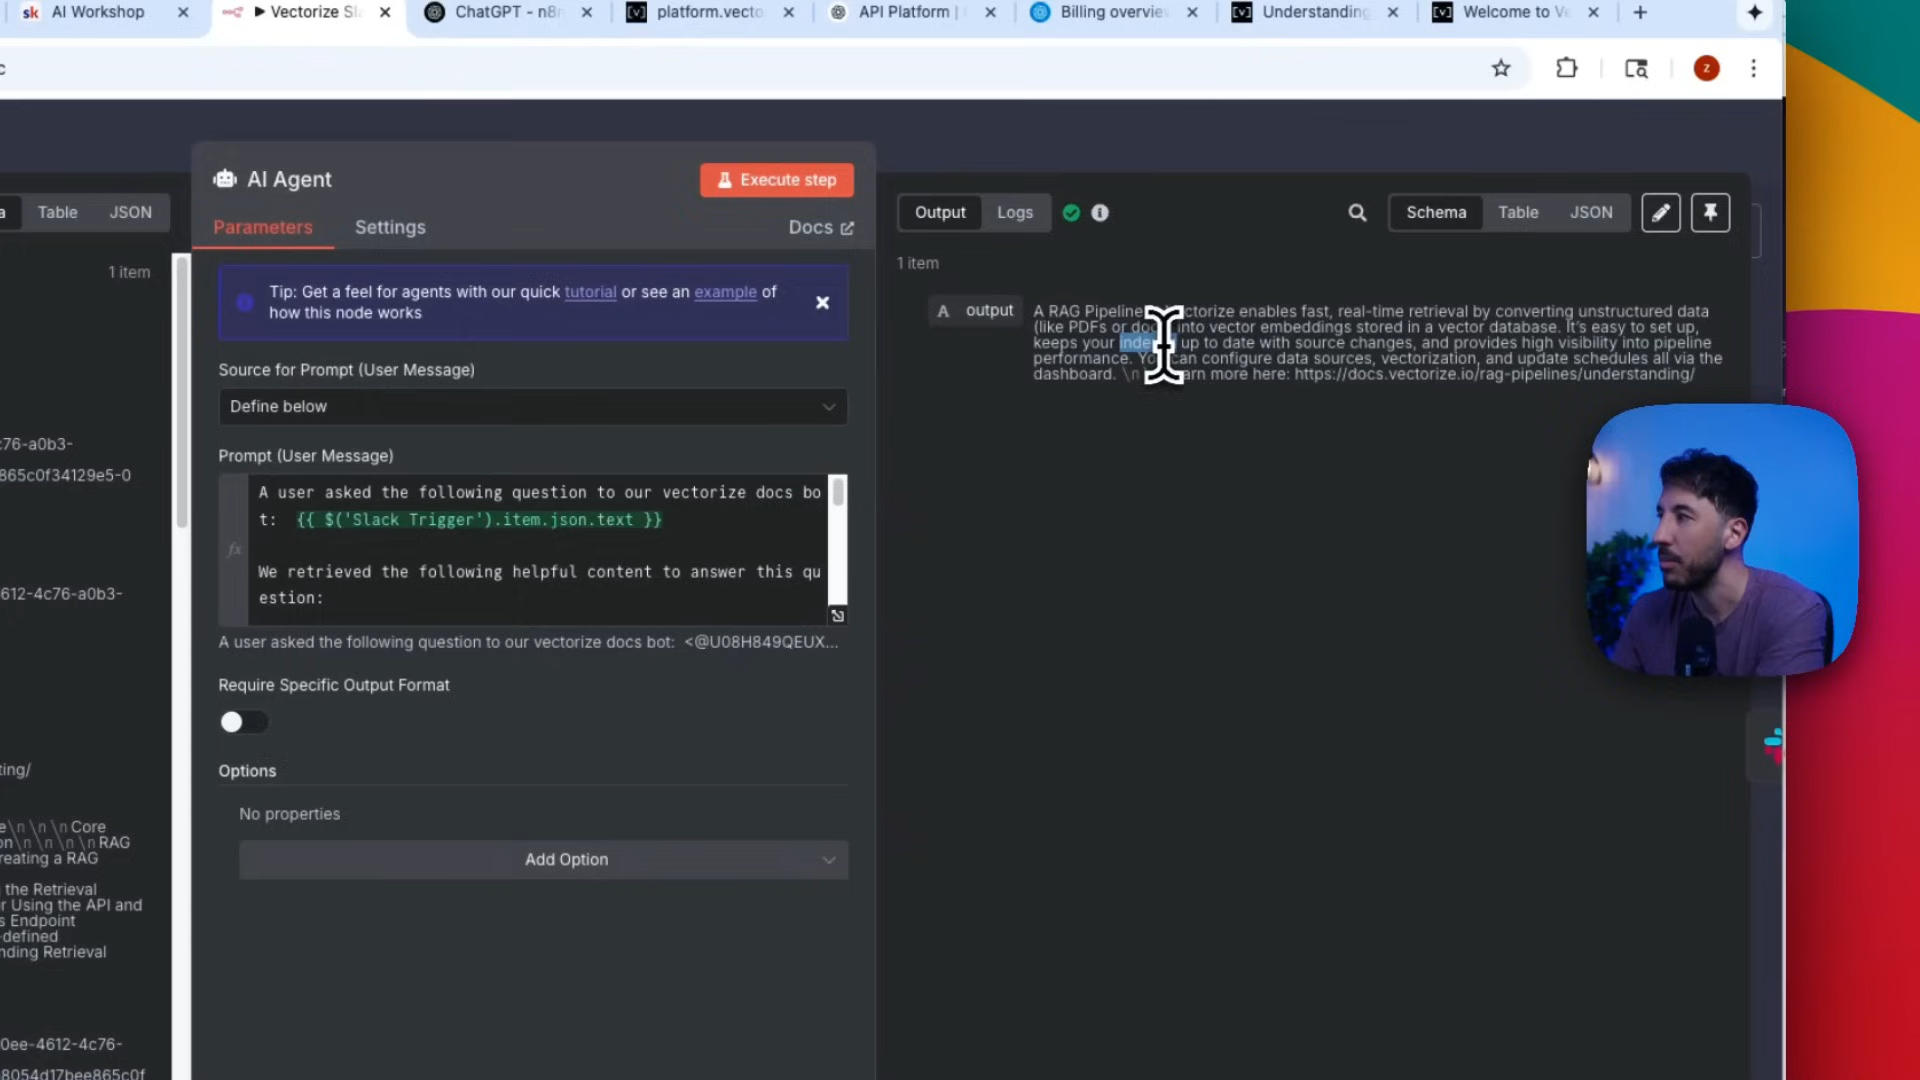 sk AI Workshop
Vectorize Sl
ChatGPT - n8n
platform.vecto
API Platform |
Billing overvie
Understanding
Welcome to Ve
c
z
AI Agent
Execute step
Parameters
Settings
Docs
a
Table
JSON
1 item
Tip: Get a feel for agents with our quick tutorial or see an example of
how this node works
Source for Prompt (User Message)
Define below
Prompt (User Message)
fx
A user asked the following question to our vectorize docs bo
t: {{ $('Slack Trigger').item.json.text }}
We retrieved the following helpful content to answer this qu
estion:
A user asked the following question to our vectorize docs bot: <@U08H849QEUX...
Require Specific Output Format
Options
No properties
Add Option
c76-a0b3-
865c0f34129e5-0
612-4c76-a0b3-
ting/
e\n\n\nCore
on\n\n\n\nRAG
reating a RAG
the Retrieval
r Using the API and
s Endpoint
-defined
nding Retrieval
0ee-4612-4c76-
8054d17bee865c0f
Output
Logs
Schema
Table
JSON
1 item
A output
A RAG Pipeline ctorize enables fast, real-time retrieval by converting unstructured data
(like PDFs or into vector embeddings stored in a vector database. It's easy to set up,
keeps your up to date with source changes, and provides high visibility into pipeline
performance. can configure data sources, vectorization, and update schedules all via the
dashboard. \n arn more here: https://docs.vectorize.io/rag-pipelines/understanding/